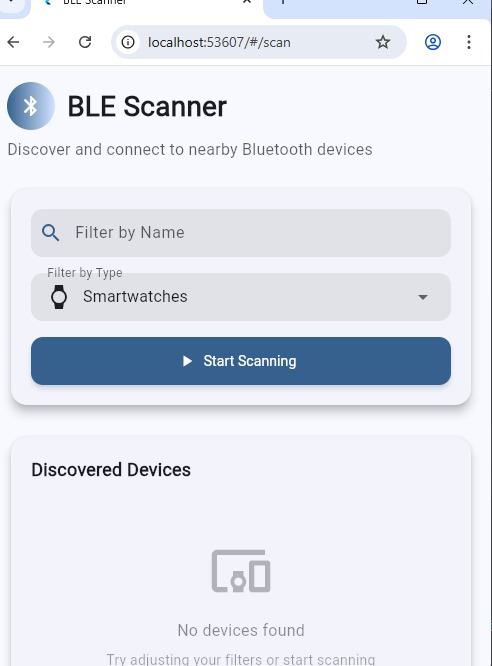 BLE Scanner
localhost:53607/#/scan
BLE Scanner
Discover and connect to nearby Bluetooth devices
Filter by Name
Filter by Type
Smartwatches
Start Scanning
Discovered Devices
No devices found
Try adjusting your filters or start scanning